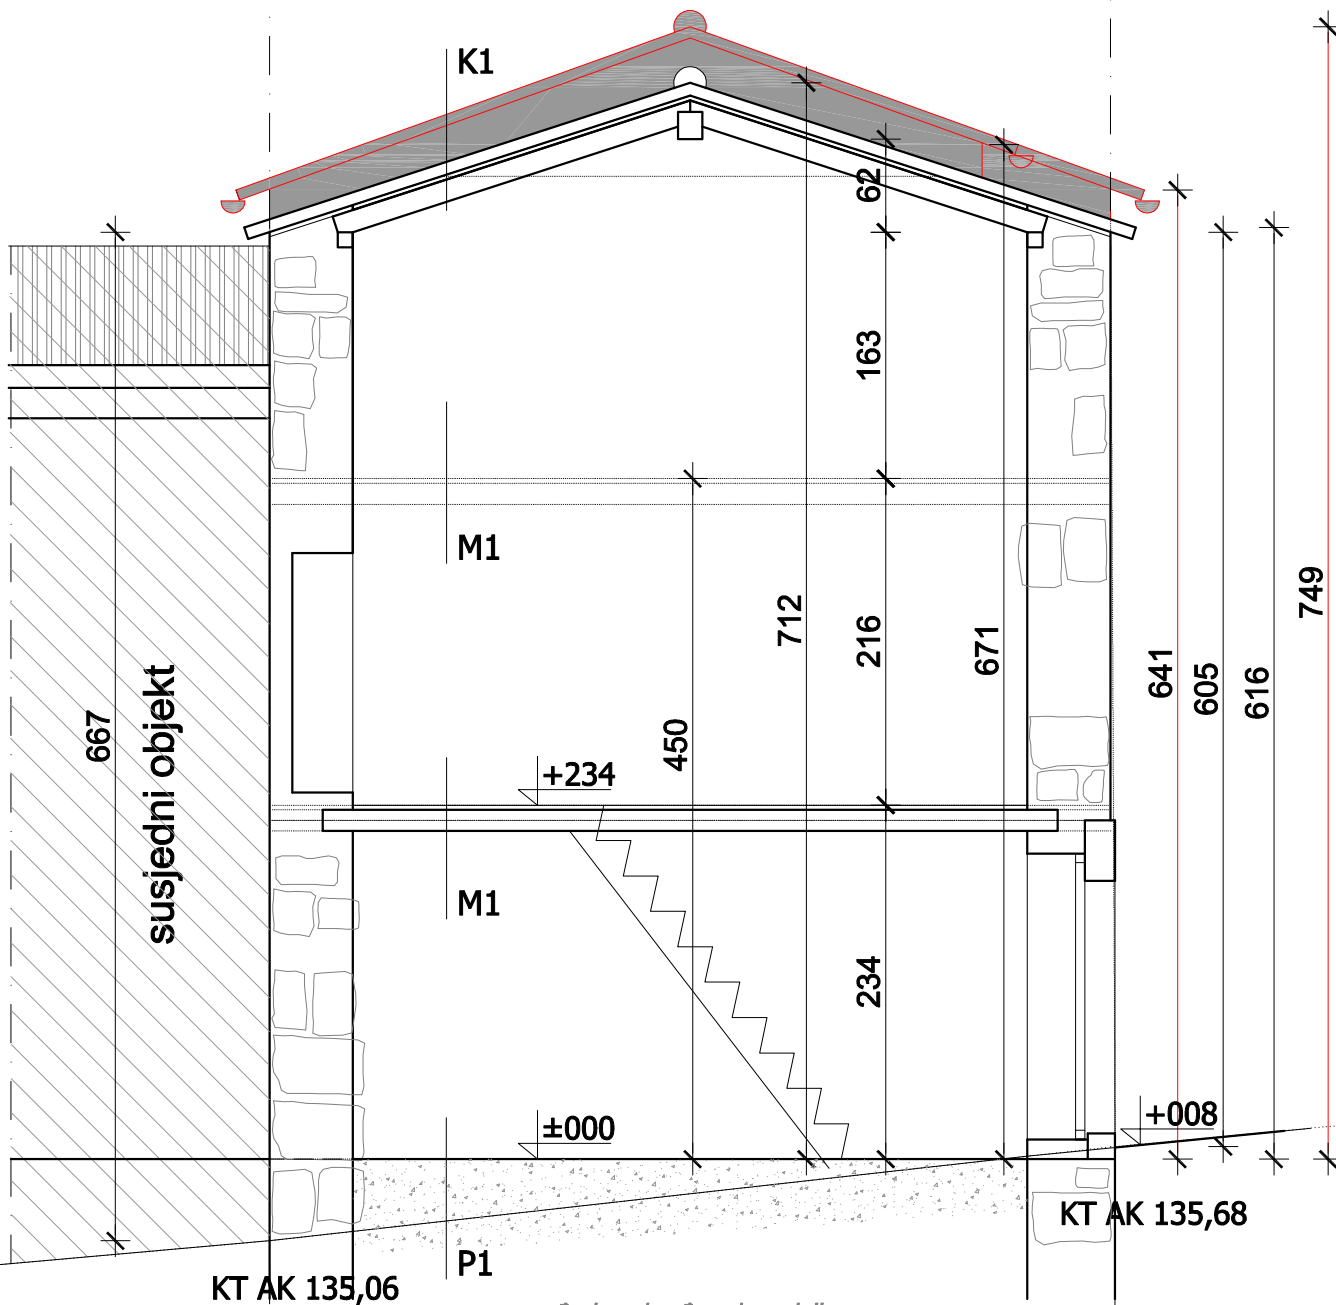 K1
62
163
M1
749
712
216
671
641
605
616
667
susjedni objekt
450
+234
M1
234
±000
+008
KT AK 135,68
P1
KT AK 135,06